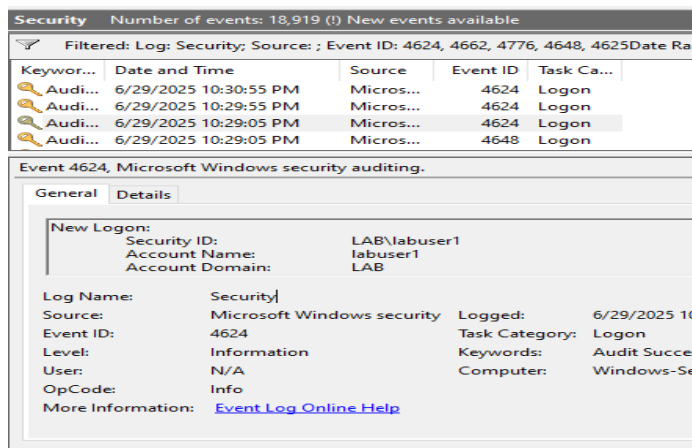 Security Number of events: 18,919 (!) New events available
Filtered: Log: Security; Source: ; Event ID: 4624, 4662, 4776, 4648, 4625Date Ra
Keywor... Date and Time Source Event ID Task Ca...
Audi... 6/29/2025 10:30:55 PM Micros... 4624 Logon
Audi... 6/29/2025 10:29:55 PM Micros... 4624 Logon
Audi... 6/29/2025 10:29:05 PM Micros... 4624 Logon
Audi... 6/29/2025 10:29:05 PM Micros... 4648 Logon
Event 4624, Microsoft Windows security auditing.
General Details
New Logon:
Security ID: LAB\labuser1
Account Name: labuser1
Account Domain: LAB
Log Name: Security
Source: Microsoft Windows security Logged: 6/29/2025 10
Event ID: 4624 Task Category: Logon
Level: Information Keywords: Audit Succe
User: N/A Computer: Windows-Se
OpCode: Info
More Information: Event Log Online Help